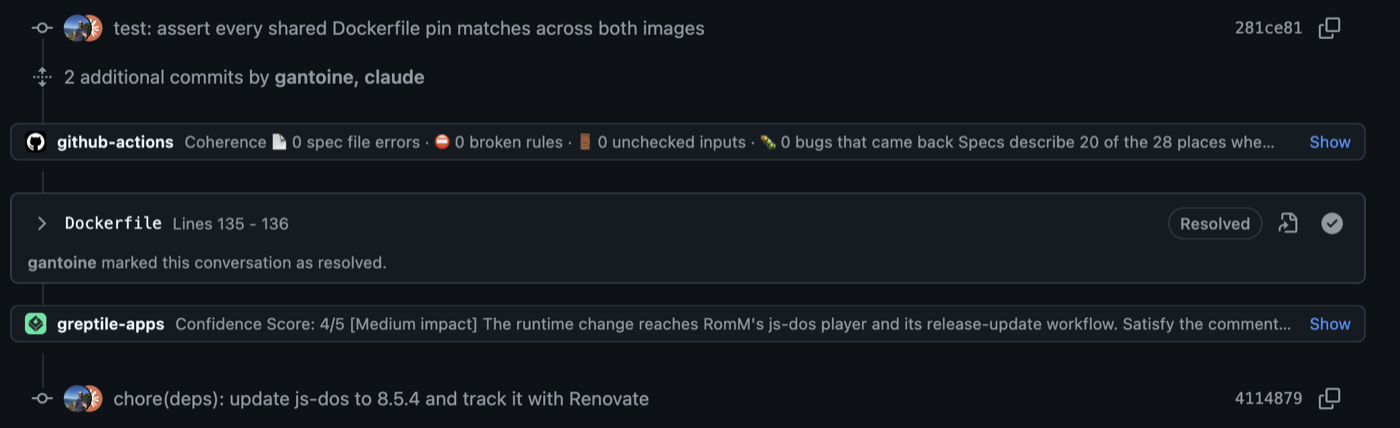 test: assert every shared Dockerfile pin matches across both images 281ce81
2 additional commits by gantoine, claude
github-actions Coherence 📄 0 spec file errors · ⛔ 0 broken rules · 🚪 0 unchecked inputs · 🐛 0 bugs that came back Specs describe 20 of the 28 places whe... Show
Dockerfile Lines 135 - 136 Resolved
gantoine marked this conversation as resolved.
greptile-apps Confidence Score: 4/5 [Medium impact] The runtime change reaches RomM's js-dos player and its release-update workflow. Satisfy the comment... Show
chore(deps): update js-dos to 8.5.4 and track it with Renovate 4114879